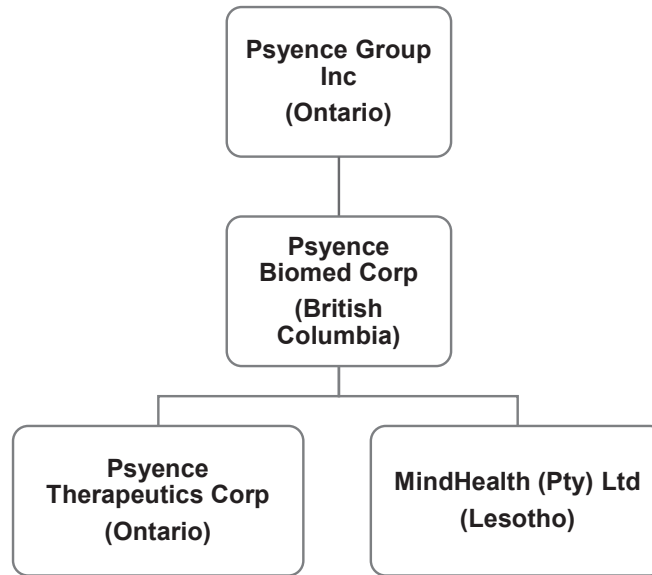 Psyence Group
Inc
(Ontario)
Psyence
Biomed Corp
(British
Columbia)
Psyence
Therapeutics Corp
(Ontario)
MindHealth (Pty) Ltd
(Lesotho)